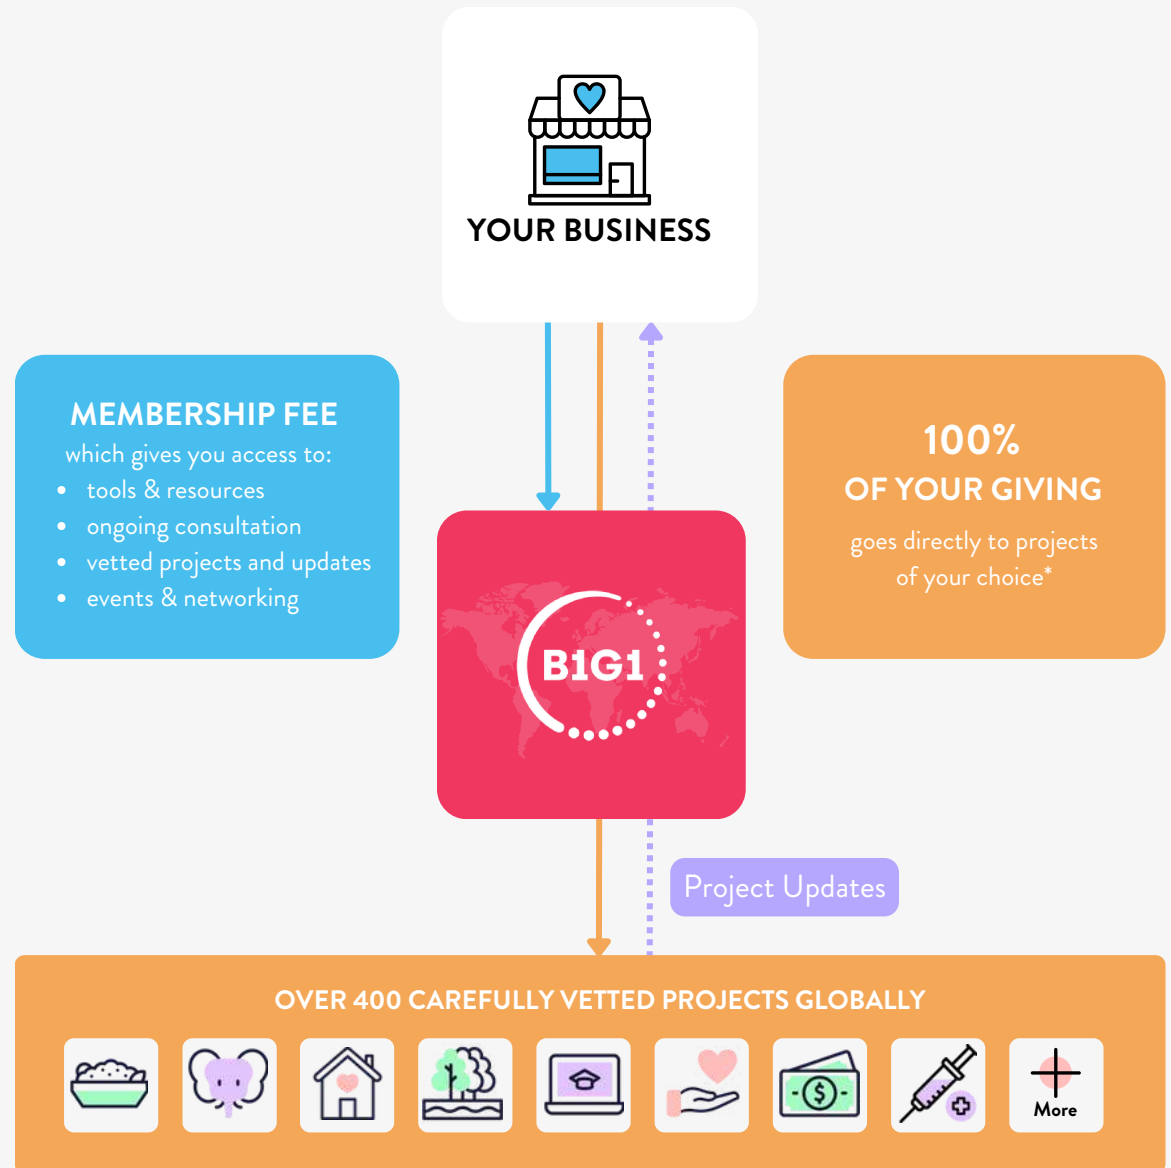 YOUR BUSINESS
MEMBERSHIP FEE
which gives you access to:
• tools & resources
• ongoing consultation
• vetted projects and updates
• events & networking
100%
OF YOUR GIVING
goes directly to projects
of your choice*
B1G1
Project Updates
OVER 400 CAREFULLY VETTED PROJECTS GLOBALLY
$
More